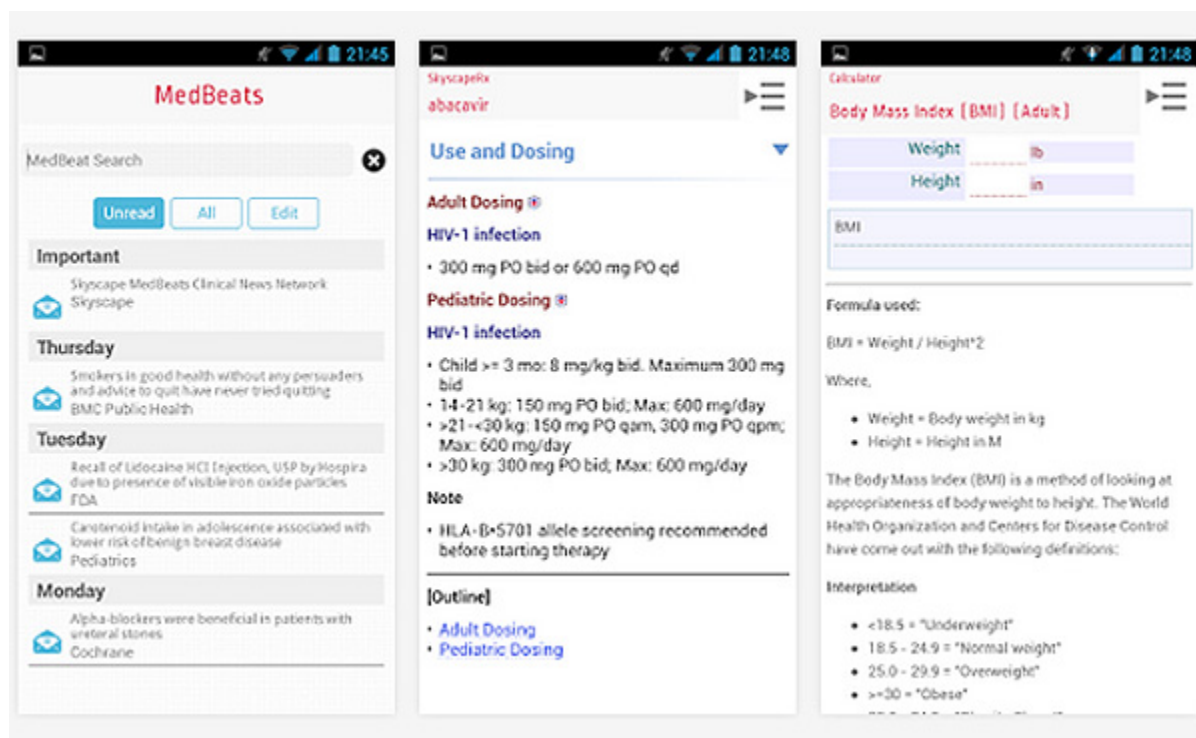 21:45
MedBeats
MedBeat Search
Unread
All
Edit
Important
Skyscape MedBeats Clinical News Network
Skyscape
Thursday
Smokers in good health without any persuaders
and advice to quit have never tried quitting
BMC Public Health
Tuesday
Recall of Lidocaine HCI Injection, USP by Hospira
due to presence of visible iron oxide particles
FDA
Carotenoid intake in adolescence associated with
lower risk of benign breast disease
Pediatrics
Monday
Alpha-blockers were beneficial in patients with
ureteral stones
Cochrane
21:48
SkyscapeRx
abacavir
Use and Dosing
Adult Dosing
HIV-1 infection
• 300 mg PO bid or 600 mg PO qd
Pediatric Dosing
HIV-1 infection
• Child >= 3 mo: 8 mg/kg bid. Maximum 300 mg
bid
• 14-21 kg: 150 mg PO bid; Max: 600 mg/day
• >21-<30 kg: 150 mg PO qam, 300 mg PO qpm;
Max: 600 mg/day
• >30 kg: 300 mg PO bid; Max: 600 mg/day
Note
• HLA-B*5701 allele screening recommended
before starting therapy
[Outline]
• Adult Dosing
• Pediatric Dosing
21:48
Calculator
Body Mass Index (BMI) (Adult)
Weight lb
Height in
BMI
Formula used:
BMI = Weight / Height^2
Where,
• Weight = Body weight in kg
• Height = Height in M
The Body Mass Index (BMI) is a method of looking at
appropriateness of body weight to height. The World
Health Organization and Centers for Disease Control
have come out with the following definitions:
Interpretation
• <18.5 = "Underweight"
• 18.5 - 24.9 = "Normal weight"
• 25.0 - 29.9 = "Overweight"
• >=30 = "Obese"